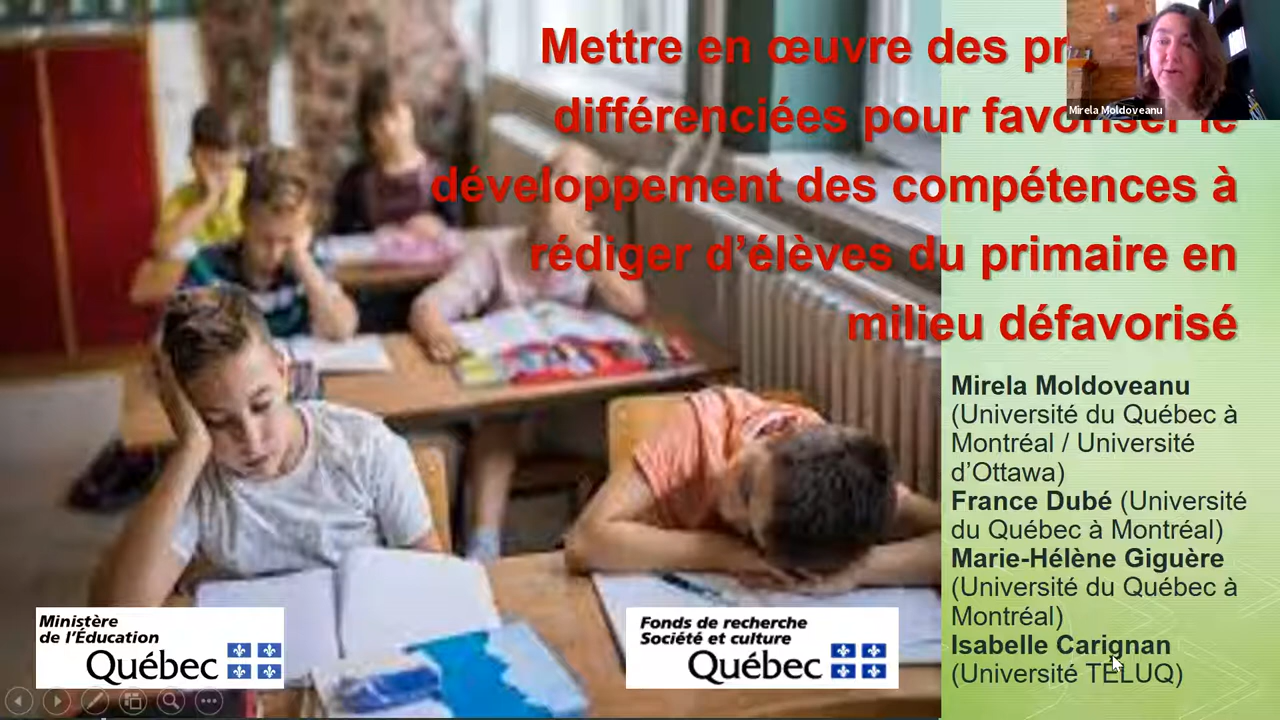 Mettre en œuvre des
différenciées pour favoriser le
développement des compétences à
rédiger d’élèves du primaire en
milieu défavorisé
Mirela Moldoveanu
Mirela Moldoveanu
(Université du Québec à
Montréal / Université
d’Ottawa)
France Dubé (Université
du Québec à Montréal)
Marie-Hélène Giguère
(Université du Québec à
Montréal)
Isabelle Carignan
(Université TÉLUQ)
Ministère
de l’Éducation
Québec
Fonds de recherche
Société et culture
Québec